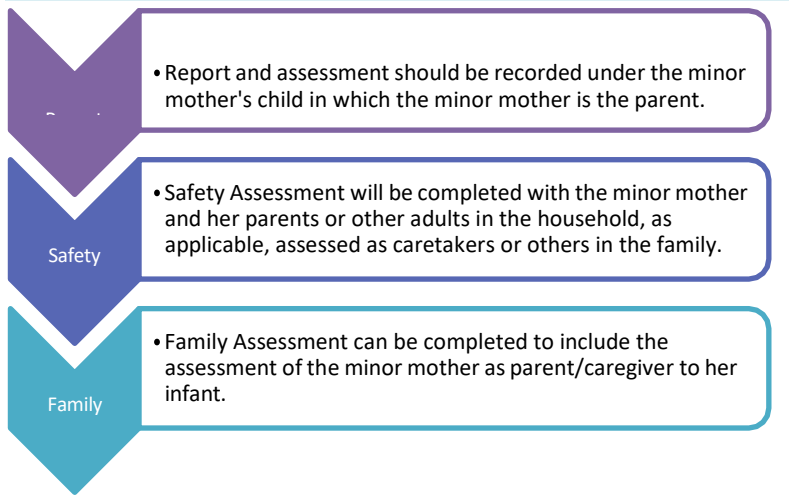 • Report and assessment should be recorded under the minor
mother's child in which the minor mother is the parent.
• Safety Assessment will be completed with the minor mother
and her parents or other adults in the household, as
applicable, assessed as caretakers or others in the family.
Safety
• Family Assessment can be completed to include the
assessment of the minor mother as parent/caregiver to her
infant.
Family